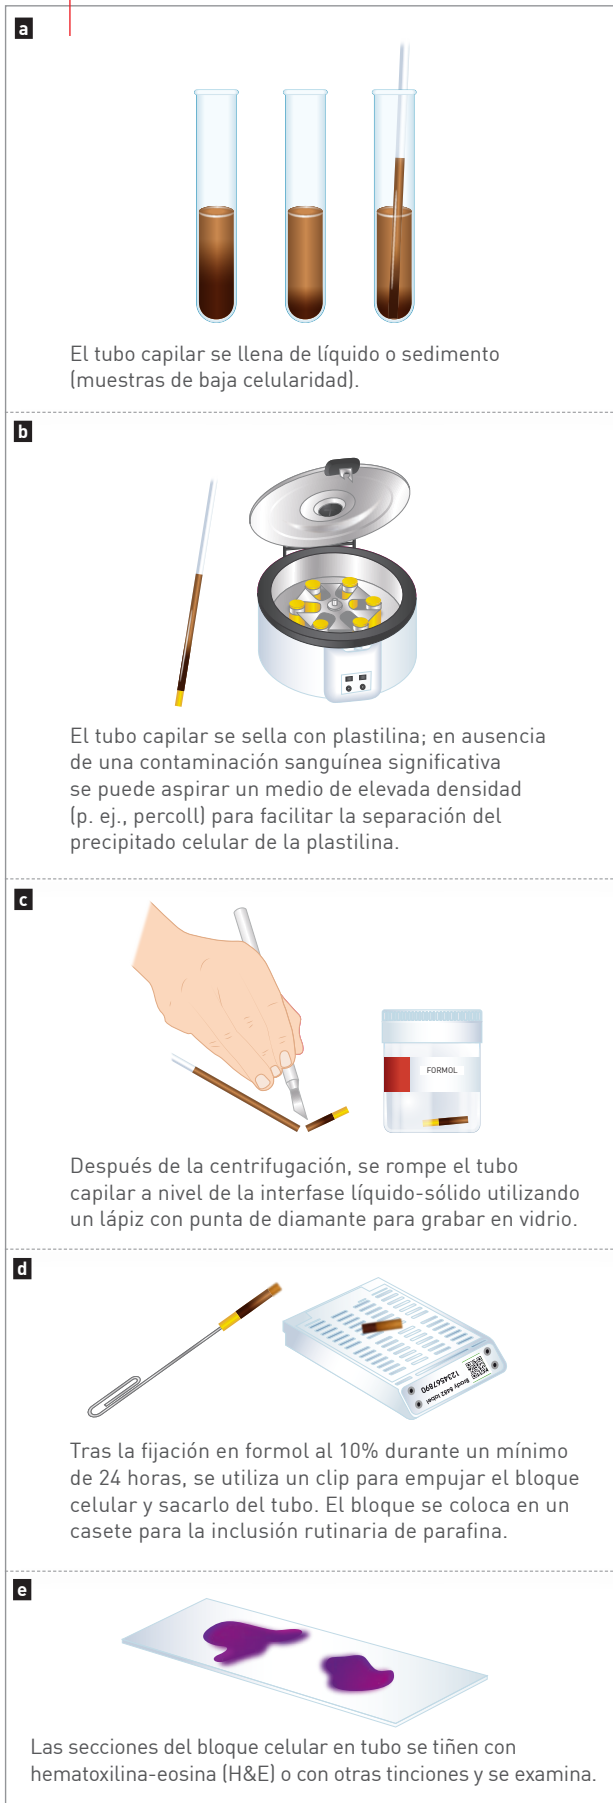 a
El tubo capilar se llena de líquido o sedimento
(muestras de baja celularidad).
b
El tubo capilar se sella con plastilina; en ausencia
de una contaminación sanguínea significativa
se puede aspirar un medio de elevada densidad
(p. ej., percoll) para facilitar la separación del
precipitado celular de la plastilina.
c
FORMOL
Después de la centrifugación, se rompe el tubo
capilar a nivel de la interfase líquido-sólido utilizando
un lápiz con punta de diamante para grabar en vidrio.
d
Brady 8482 label
1234567890
Tras la fijación en formol al 10% durante un mínimo
de 24 horas, se utiliza un clip para empujar el bloque
celular y sacarlo del tubo. El bloque se coloca en un
casete para la inclusión rutinaria de parafina.
e
Las secciones del bloque celular en tubo se tiñen con
hematoxilina-eosina (H&E) o con otras tinciones y se examina.